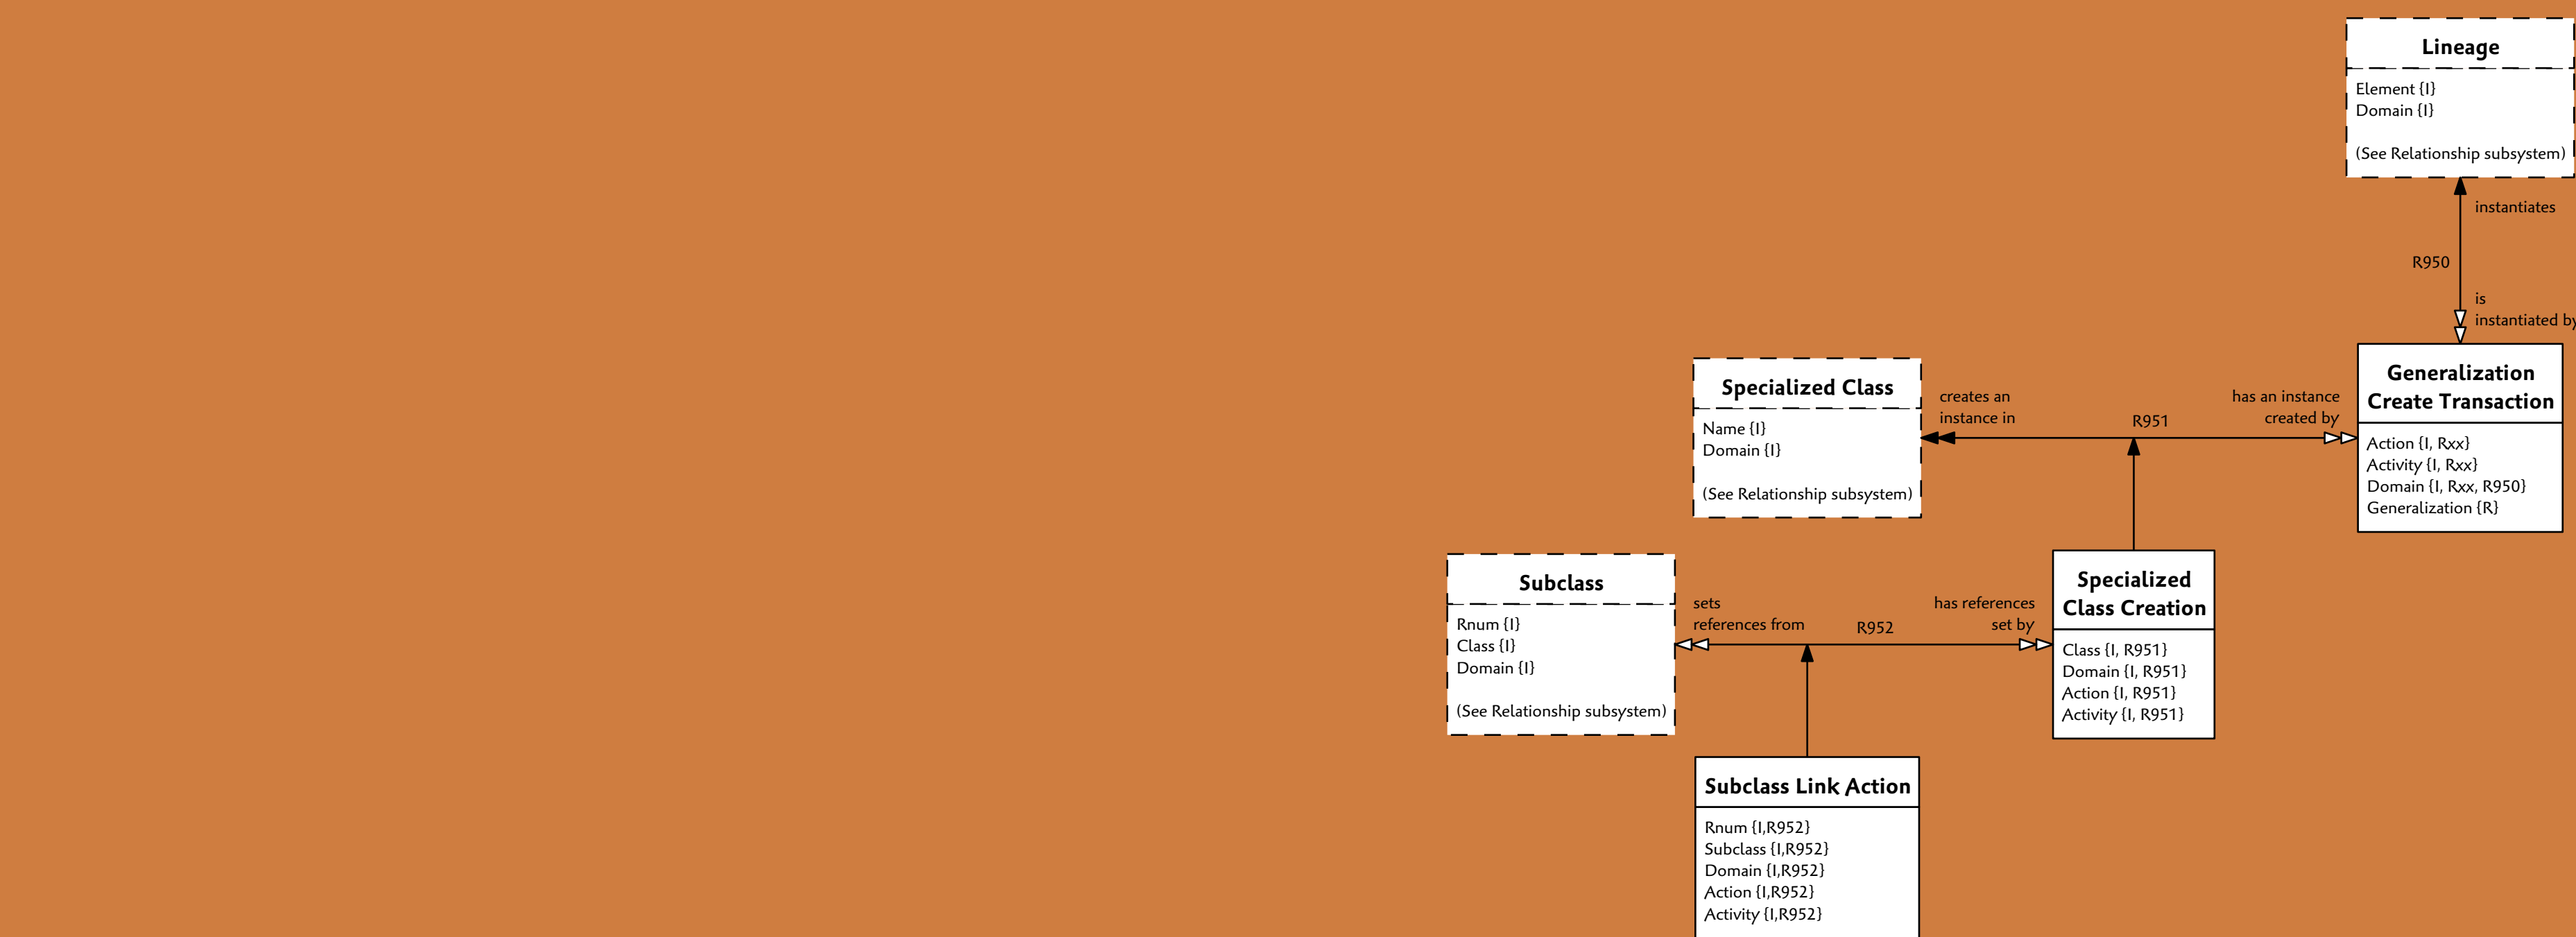 Lineage
Element {I}
Domain {I}
(See Relationship subsystem)
instantiates
R950
is
instantiated by
Generalization
Create Transaction
Action {I, Rxx}
Activity {I, Rxx}
Domain {I, Rxx, R950}
Generalization {R}
Specialized Class
Name {I}
Domain {I}
(See Relationship subsystem)
creates an
instance in
R951
has an instance
created by
Subclass
Rnum {I}
Class {I}
Domain {I}
(See Relationship subsystem)
sets
references from
R952
has references
set by
Specialized
Class Creation
Class {I, R951}
Domain {I, R951}
Action {I, R951}
Activity {I, R951}
Subclass Link Action
Rnum {I,R952}
Subclass {I,R952}
Domain {I,R952}
Action {I,R952}
Activity {I,R952}